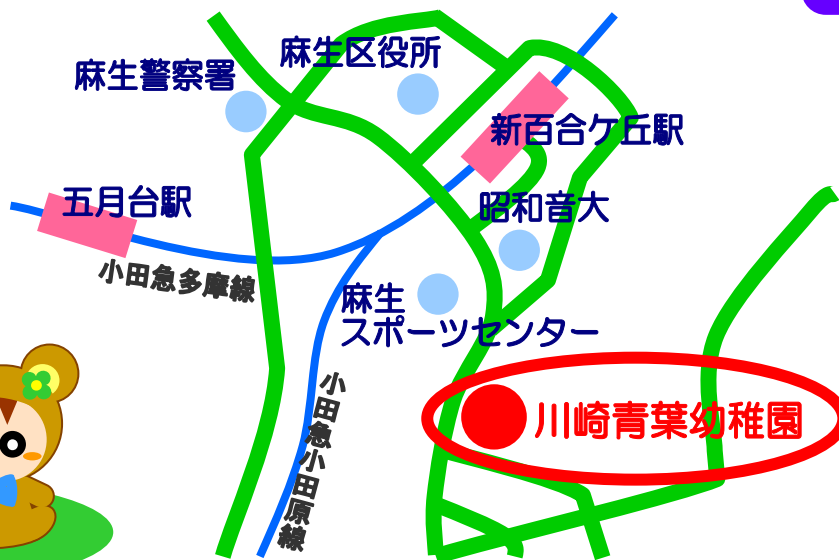 麻生区役所
麻生警察署
新百合ケ丘駅
五月台駅
昭和音大
小田急多摩線
麻生
スポーツセンター
小田急小田原線
川崎青葉幼稚園